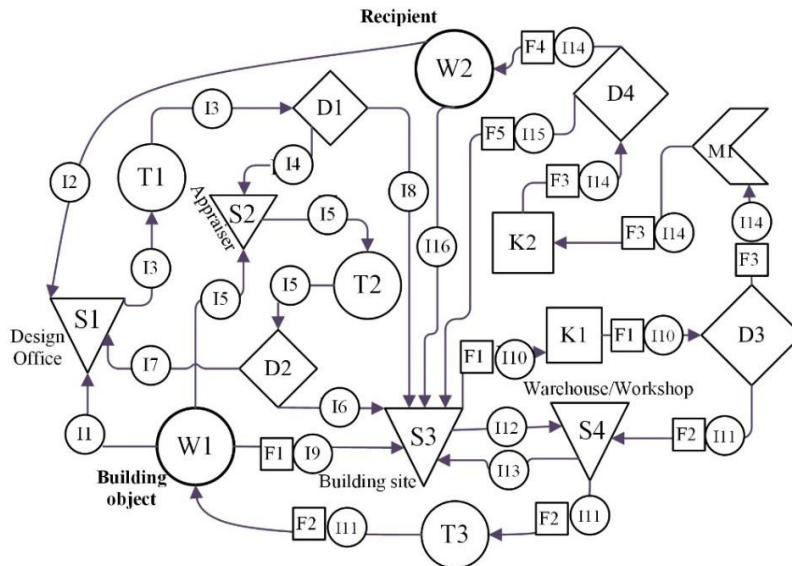 Recipient
W2
F4
I14
D4
F5
I15
I3
D1
I2
T1
I4
I8
Appraiser
S2
I5
I16
F3
I14
M1
I14
K2
F3
I14
F3
I3
I5
T2
I5
S1
Design
Office
I7
D2
F1
I10
K1
F1
I10
D3
I6
Warehouse/Workshop
I1
W1
F1
I9
S3
I12
S4
F2
I11
Building
object
Building site
I13
F2
I11
T3
F2
I11